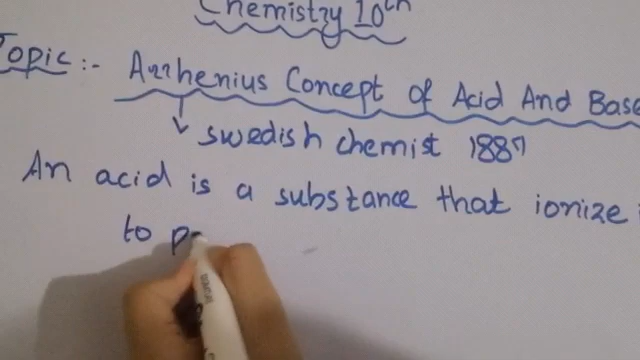 Chemistry 10th
Topic :- Arrhenius Concept of Acid And Base
Swedish chemist 1887
An acid is a substance that ionize
to p